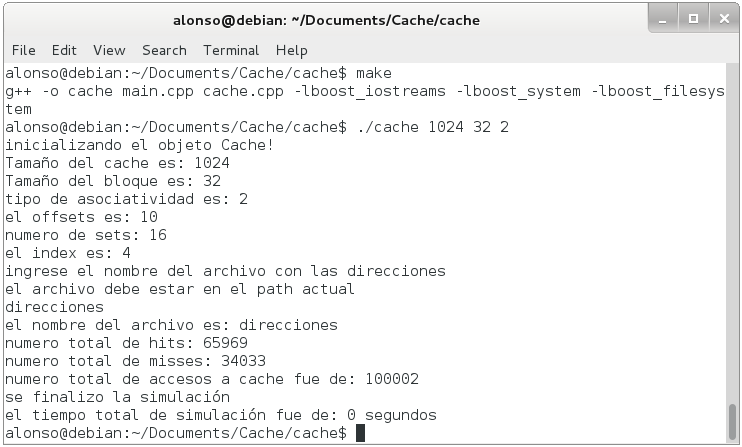 alonso@debian: ~/Documents/Cache/cache
File Edit View Search Terminal Help
alonso@debian:~/Documents/Cache/cache$ make
g++ -o cache main.cpp cache.cpp -lboost_iostreams -lboost_system -lboost_filesys
tem
alonso@debian:~/Documents/Cache/cache$ ./cache 1024 32 2
inicializando el objeto Cache!
Tamaño del cache es: 1024
Tamaño del bloque es: 32
tipo de asociatividad es: 2
el offsets es: 10
numero de sets: 16
el index es: 4
ingrese el nombre del archivo con las direcciones
el archivo debe estar en el path actual
direcciones
el nombre del archivo es: direcciones
numero total de hits: 65969
numero total de misses: 34033
numero total de accesos a cache fue de: 100002
se finalizo la simulación
el tiempo total de simulación fue de: 0 segundos
alonso@debian:~/Documents/Cache/cache$